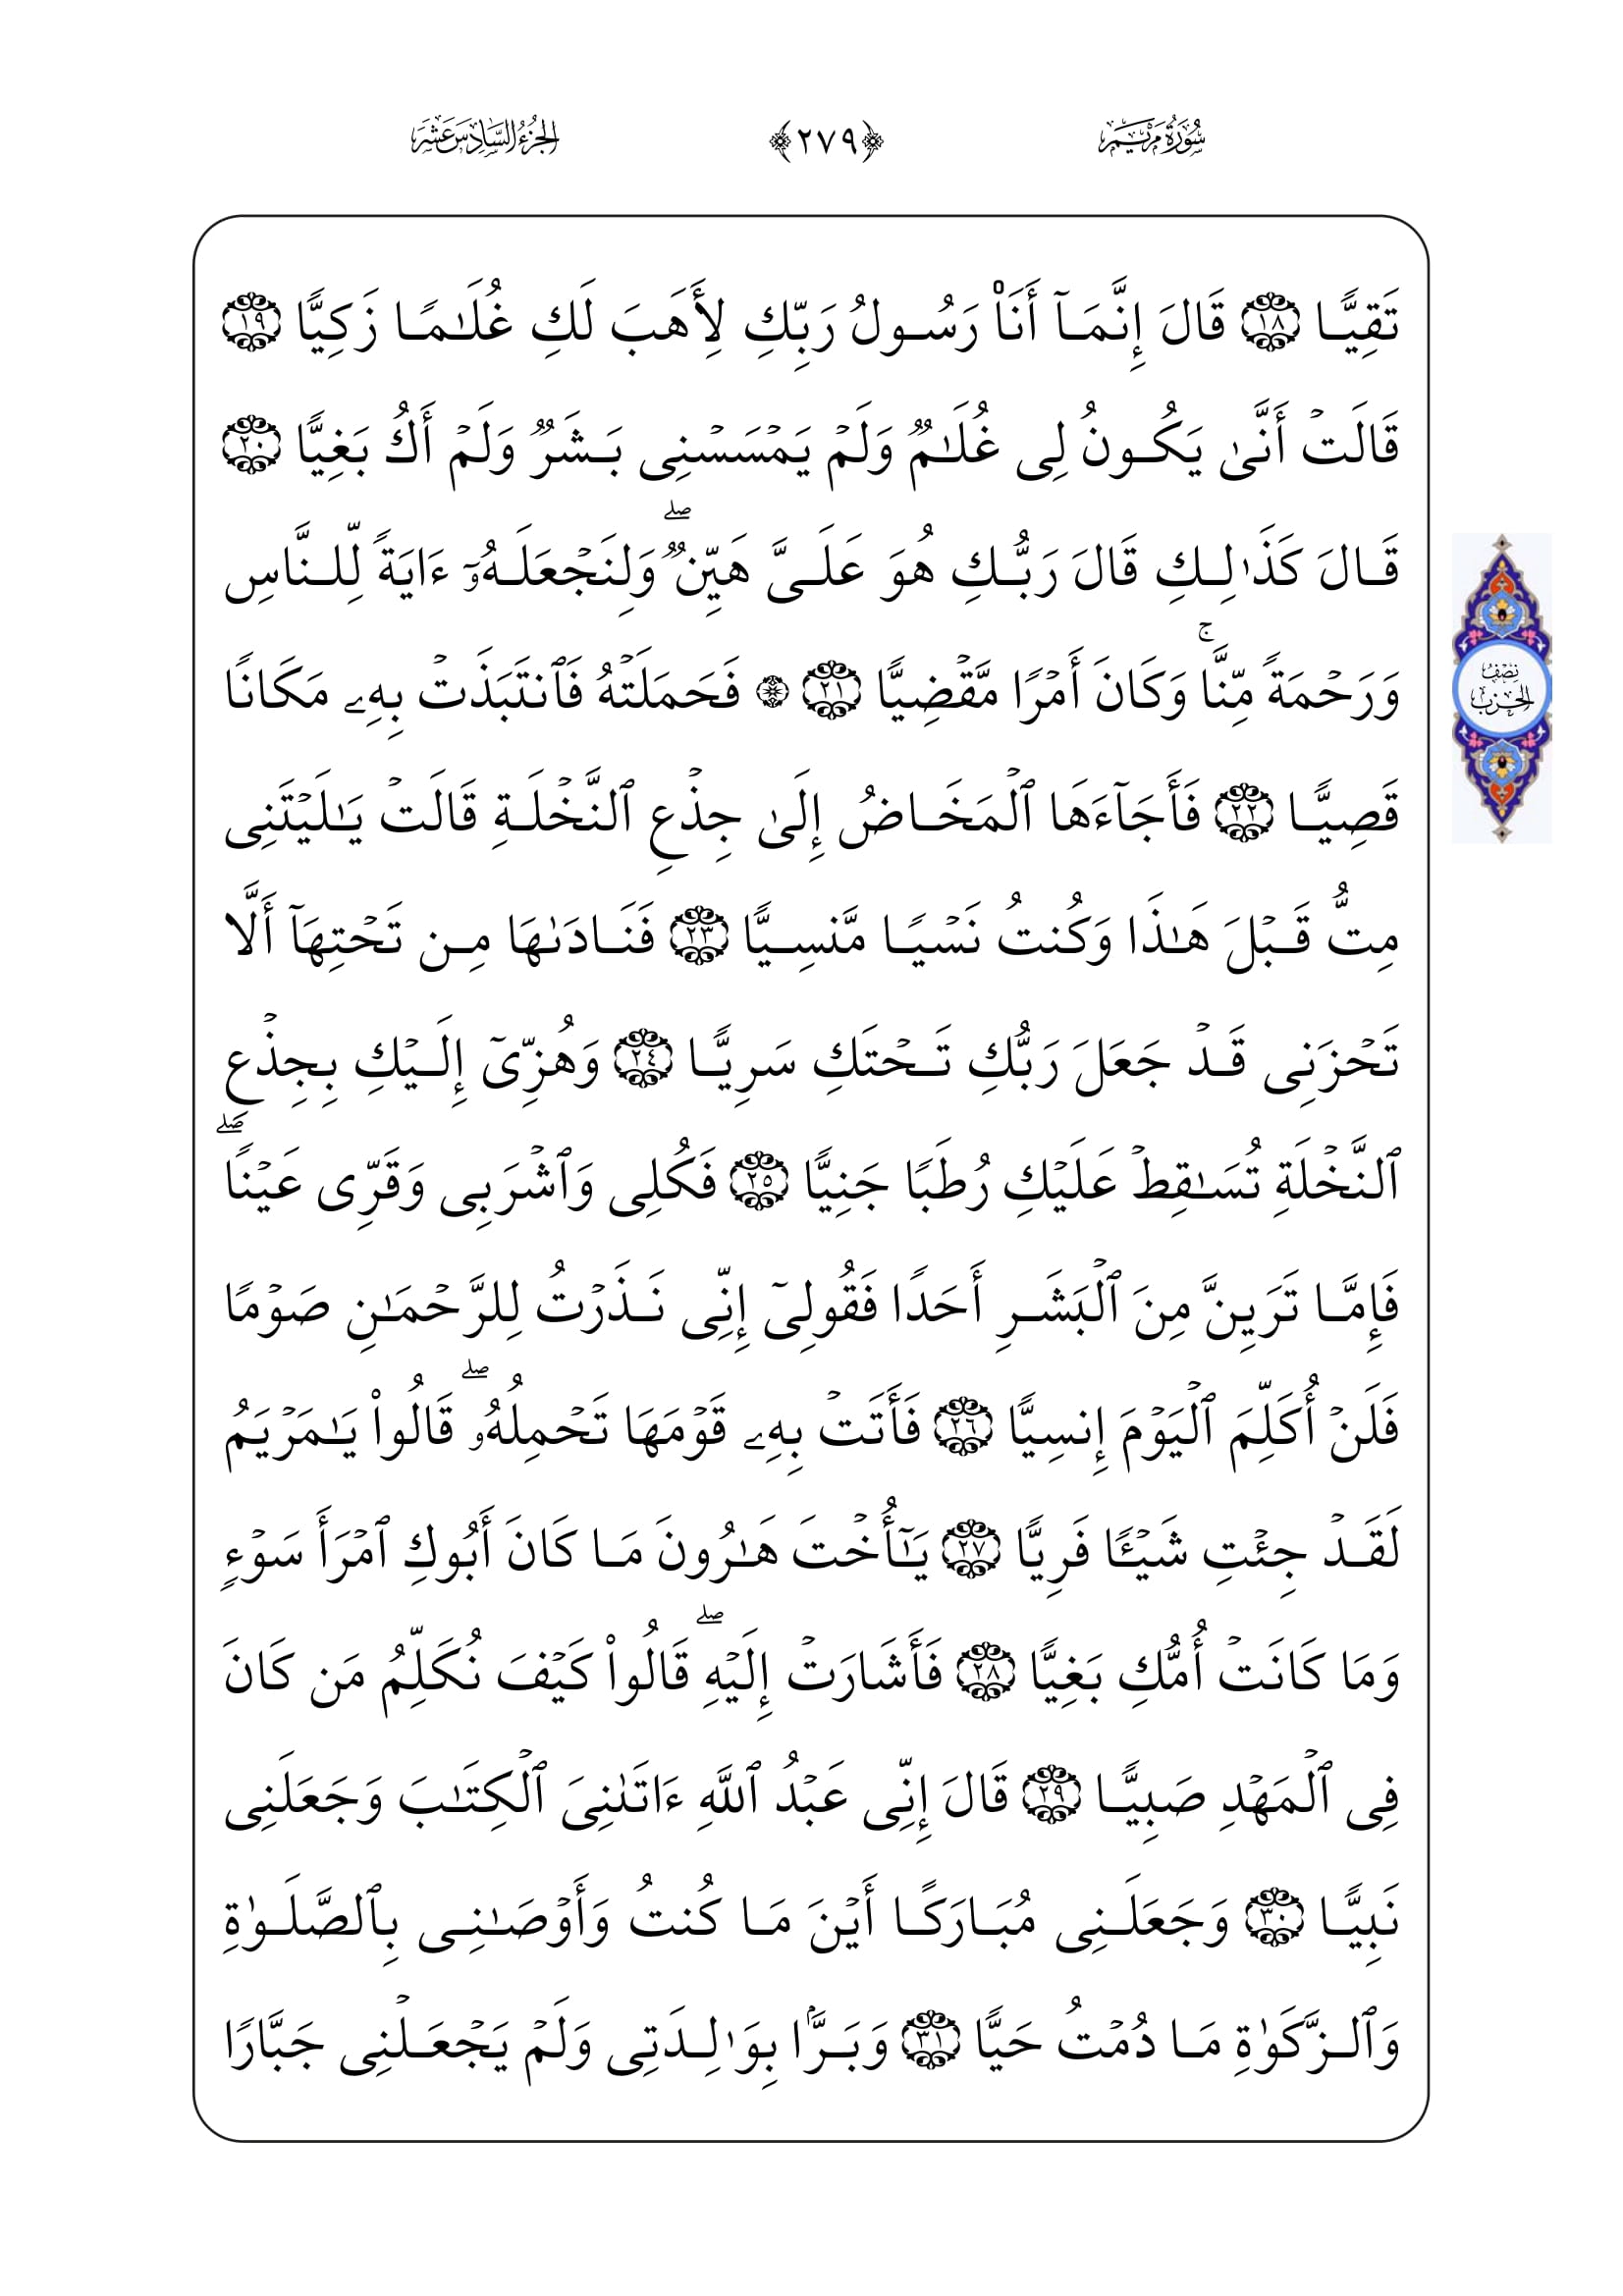 سُورَةُ مَرۡيَم ﴿٢٧٩﴾ الجُزۡءُ السَّادِسَ عَشَرَ
تَقِيًّا ١٨ قَالَ إِنَّمَآ أَنَا۠ رَسُولُ رَبِّكِ لِأَهَبَ لَكِ غُلَٰمًا زَكِيًّا ١٩
قَالَتۡ أَنَّىٰ يَكُونُ لِي غُلَٰمٞ وَلَمۡ يَمۡسَسۡنِي بَشَرٞ وَلَمۡ أَكُ بَغِيًّا ٢٠
قَالَ كَذَٰلِكِ قَالَ رَبُّكِ هُوَ عَلَيَّ هَيِّنٞۖ وَلِنَجۡعَلَهُۥٓ ءَايَةٗ لِّلنَّاسِ
وَرَحۡمَةٗ مِّنَّاۚ وَكَانَ أَمۡرٗا مَّقۡضِيّٗا ٢١ ۞ فَحَمَلَتۡهُ فَٱنتَبَذَتۡ بِهِۦ مَكَانٗا
قَصِيّٗا ٢٢ فَأَجَآءَهَا ٱلۡمَخَاضُ إِلَىٰ جِذۡعِ ٱلنَّخۡلَةِ قَالَتۡ يَٰلَيۡتَنِي
مِتُّ قَبۡلَ هَٰذَا وَكُنتُ نَسۡيٗا مَّنسِيّٗا ٢٣ فَنَادَىٰهَا مِن تَحۡتِهَآ أَلَّا
تَحۡزَنِي قَدۡ جَعَلَ رَبُّكِ تَحۡتَكِ سَرِيّٗا ٢٤ وَهُزِّيٓ إِلَيۡكِ بِجِذۡعِ
ٱلنَّخۡلَةِ تُسَٰقِطۡ عَلَيۡكِ رُطَبٗا جَنِيّٗا ٢٥ فَكُلِي وَٱشۡرَبِي وَقَرِّي عَيۡنٗاۖ
فَإِمَّا تَرَيِنَّ مِنَ ٱلۡبَشَرِ أَحَدٗا فَقُولِيٓ إِنِّي نَذَرۡتُ لِلرَّحۡمَٰنِ صَوۡمٗا
فَلَنۡ أُكَلِّمَ ٱلۡيَوۡمَ إِنسِيّٗا ٢٦ فَأَتَتۡ بِهِۦ قَوۡمَهَا تَحۡمِلُهُۥۖ قَالُواْ يَٰمَرۡيَمُ
لَقَدۡ جِئۡتِ شَيۡـٔٗا فَرِيّٗا ٢٧ يَٰٓأُخۡتَ هَٰرُونَ مَا كَانَ أَبُوكِ ٱمۡرَأَ سَوۡءٖ
وَمَا كَانَتۡ أُمُّكِ بَغِيّٗا ٢٨ فَأَشَارَتۡ إِلَيۡهِۖ قَالُواْ كَيۡفَ نُكَلِّمُ مَن كَانَ
فِي ٱلۡمَهۡدِ صَبِيّٗا ٢٩ قَالَ إِنِّي عَبۡدُ ٱللَّهِ ءَاتَىٰنِيَ ٱلۡكِتَٰبَ وَجَعَلَنِي
نَبِيّٗا ٣٠ وَجَعَلَنِي مُبَارَكًا أَيۡنَ مَا كُنتُ وَأَوۡصَٰنِي بِٱلصَّلَوٰةِ
وَٱلزَّكَوٰةِ مَا دُمۡتُ حَيّٗا ٣١ وَبَرَّۢا بِوَٰلِدَتِي وَلَمۡ يَجۡعَلۡنِي جَبَّارٗا
نِصۡفُ
الحِزۡب